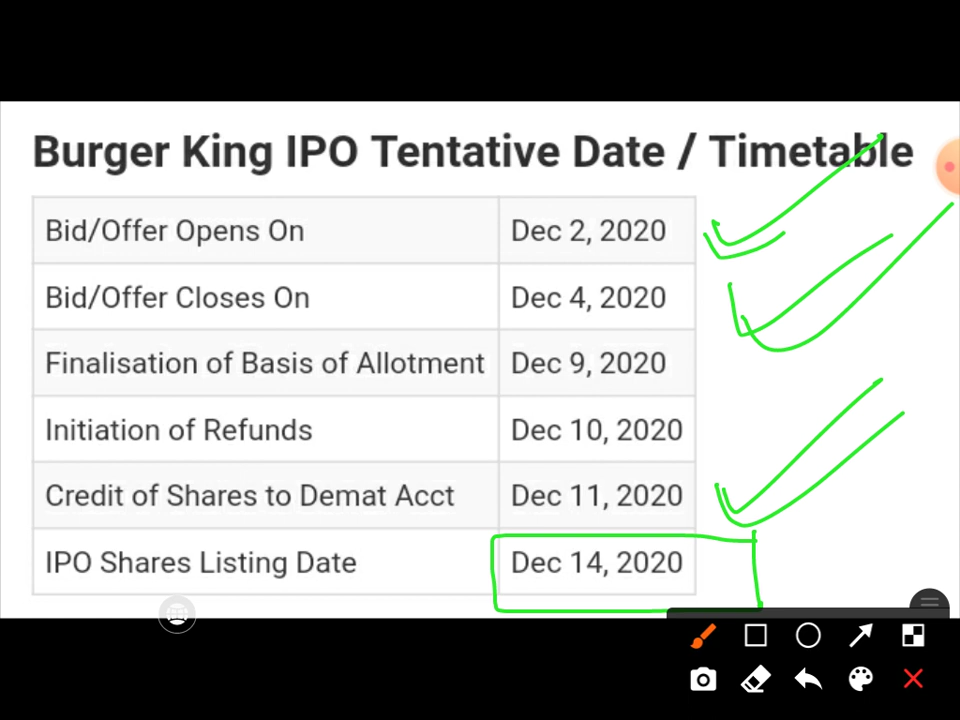 Burger King IPO Tentative Date / Timetable
Bid/Offer Opens On Dec 2, 2020
Bid/Offer Closes On Dec 4, 2020
Finalisation of Basis of Allotment Dec 9, 2020
Initiation of Refunds Dec 10, 2020
Credit of Shares to Demat Acct Dec 11, 2020
IPO Shares Listing Date Dec 14, 2020